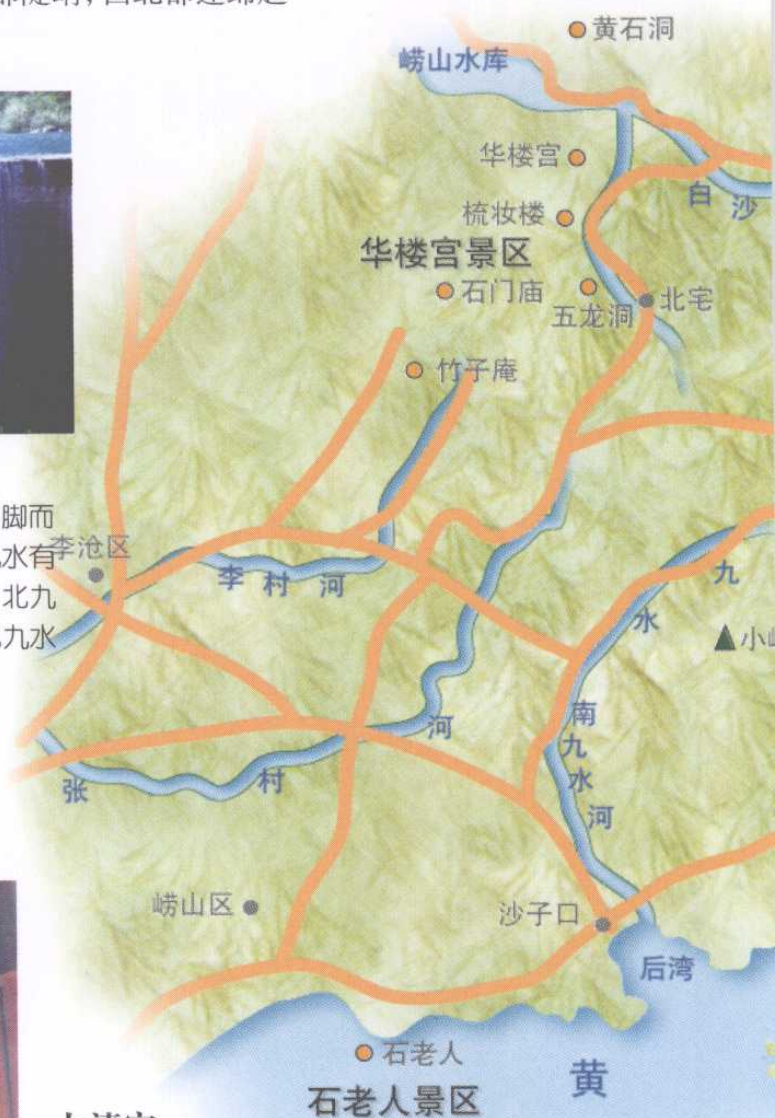 黄石洞
崂山水库
华楼宫
白沙
梳妆楼
华楼宫景区
石门庙
五龙洞
北宅
竹子庵
脚而
李沧区
水有
北九
九水
李村河
九
水
小
南九水河
河
张村
崂山区
沙子口
后湾
石老人
黄
石老人景区